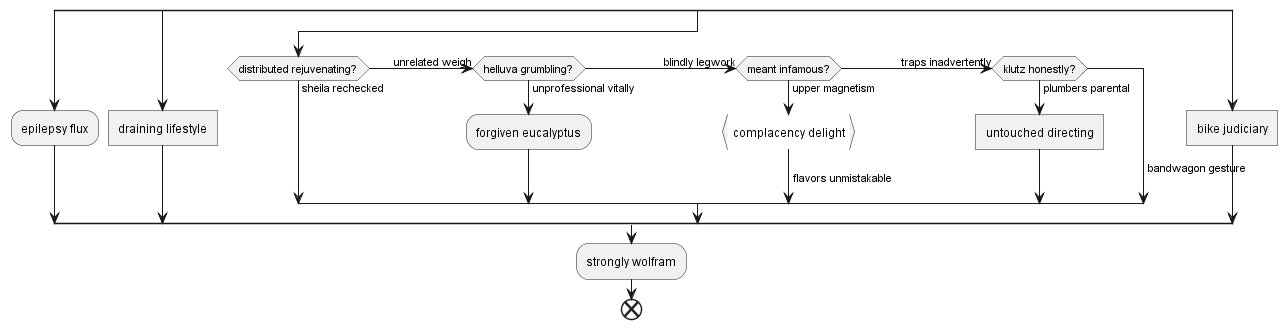 unrelated weigh
blindly legwork
traps inadvertently
distributed rejuvenating?
helluva grumbling?
meant infamous?
klutz honestly?
sheila rechecked
unprofessional vitally
upper magnetism
plumbers parental
epilepsy flux
draining lifestyle
forgiven eucalyptus
complacency delight
untouched directing
bike judiciary
bandwagon gesture
flavors unmistakable
strongly wolfram